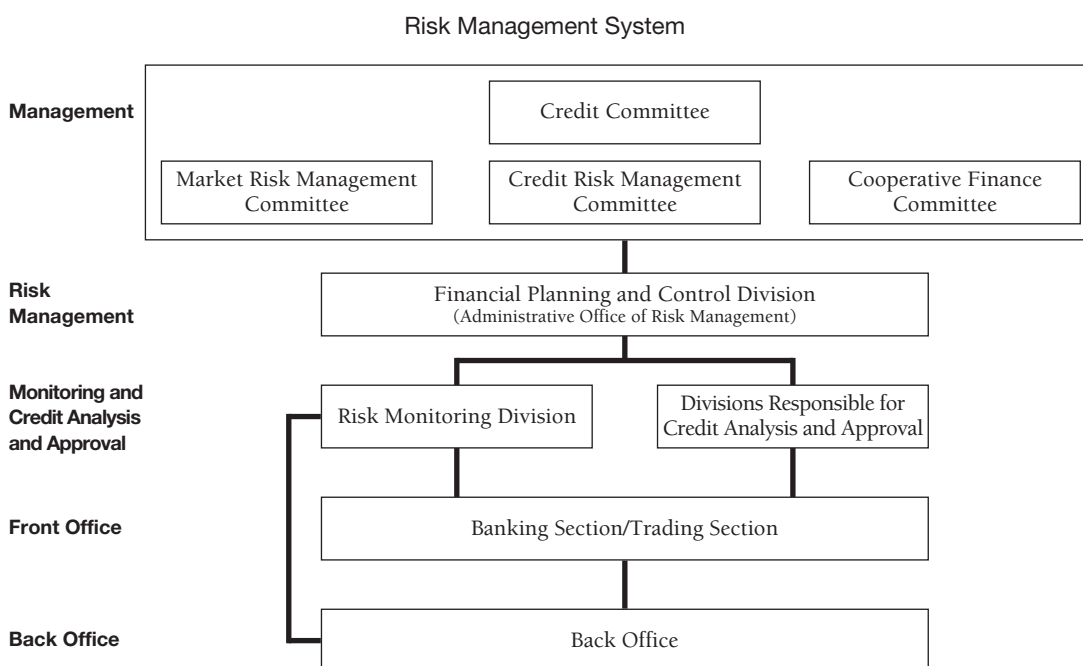 Risk Management System
Management
Credit Committee
Market Risk Management
Committee
Credit Risk Management
Committee
Cooperative Finance
Committee
Risk
Management
Financial Planning and Control Division
(Administrative Office of Risk Management)
Monitoring and
Credit Analysis
and Approval
Risk Monitoring Division
Divisions Responsible for
Credit Analysis and Approval
Front Office
Banking Section/Trading Section
Back Office
Back Office